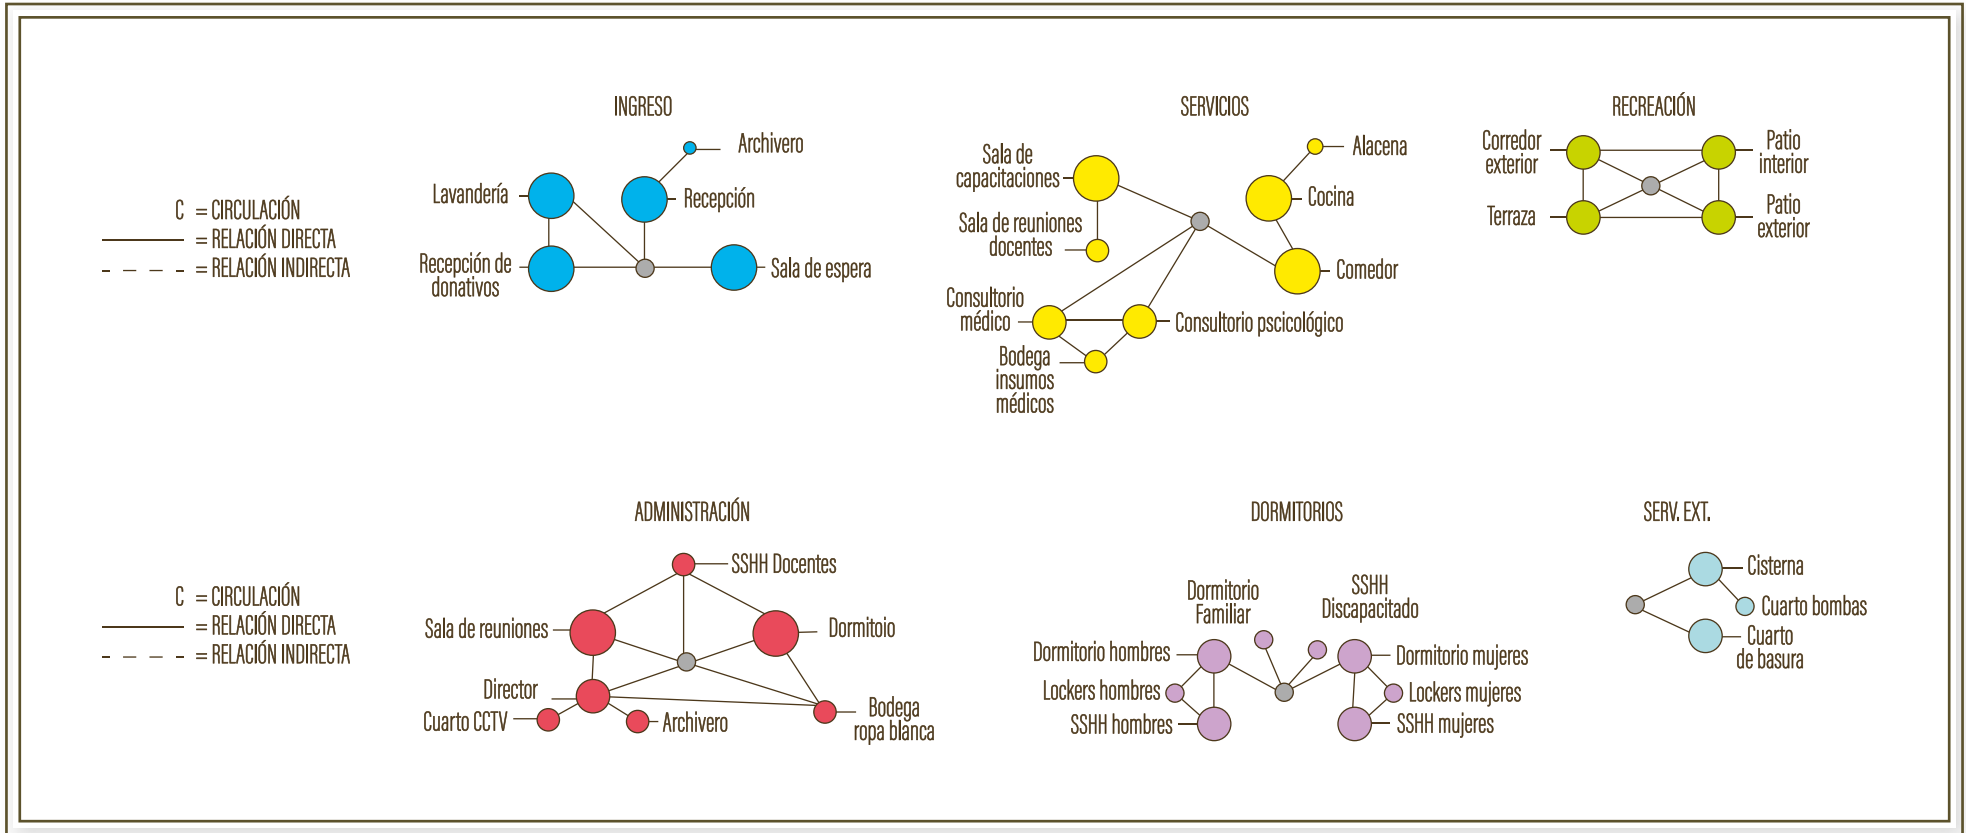 INGRESO
Archivero
Lavandería
Recepción
Recepción de
donativos
Sala de espera
C = CIRCULACIÓN
= RELACIÓN DIRECTA
= RELACIÓN INDIRECTA
SERVICIOS
Sala de
capacitaciones
Alacena
Cocina
Sala de reuniones
docentes
Comedor
Consultorio
médico
Consultorio pscicológico
Bodega
insumos
médicos
RECREACIÓN
Corredor
exterior
Patio
interior
Terraza
Patio
exterior
ADMINISTRACIÓN
SSHH Docentes
Sala de reuniones
Dormitoio
Director
Cuarto CCTV
Archivero
Bodega
ropa blanca
C = CIRCULACIÓN
= RELACIÓN DIRECTA
= RELACIÓN INDIRECTA
DORMITORIOS
Dormitorio
Familiar
SSHH
Discapacitado
Dormitorio hombres
Dormitorio mujeres
Lockers hombres
Lockers mujeres
SSHH hombres
SSHH mujeres
SERV. EXT.
Cisterna
Cuarto bombas
Cuarto
de basura